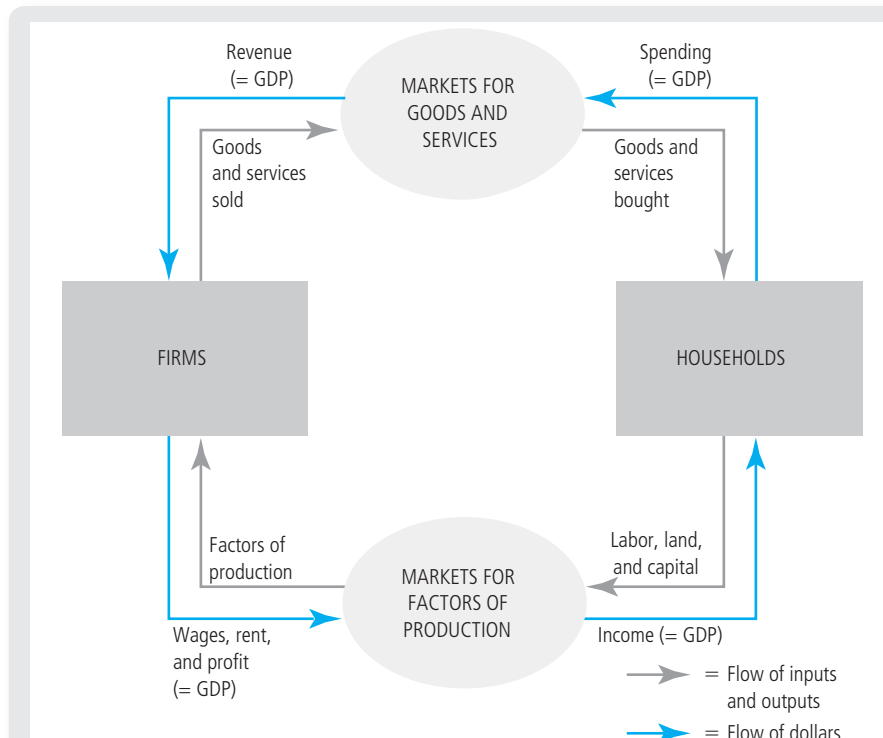 Revenue
(= GDP)
Spending
(= GDP)
MARKETS FOR
GOODS AND
SERVICES
Goods
and services
sold
Goods and
services
bought
FIRMS
HOUSEHOLDS
Factors of
production
Labor, land,
and capital
MARKETS FOR
FACTORS OF
PRODUCTION
Wages, rent,
and profit
(= GDP)
Income (= GDP)
= Flow of inputs
and outputs
= Flow of dollars